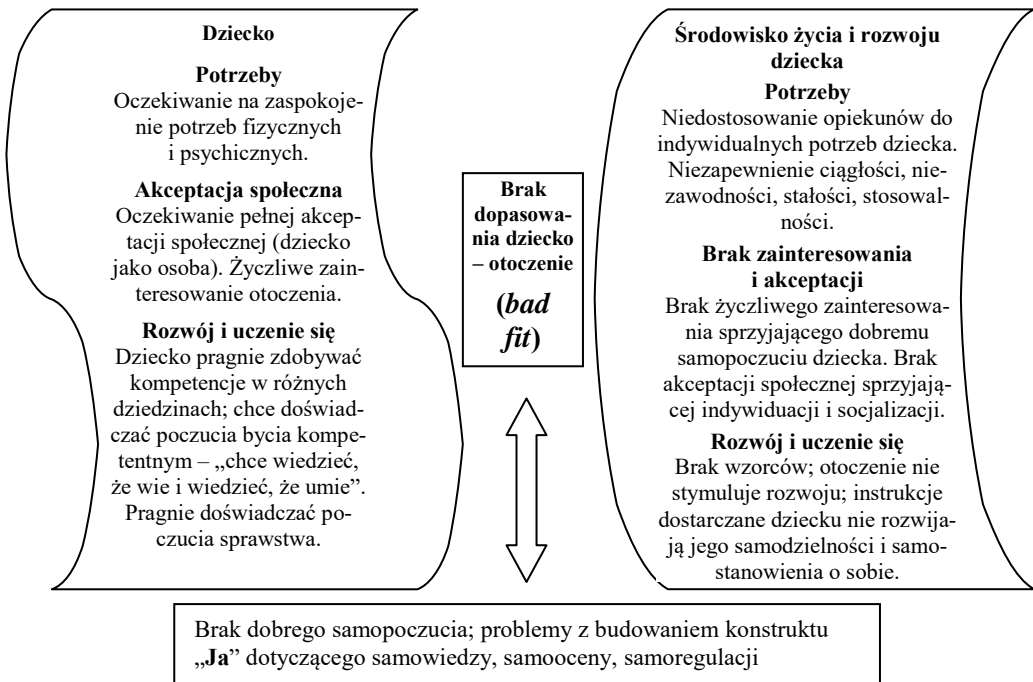 Dziecko
Potrzeby
Oczekiwanie na zaspokoje-
nie potrzeb fizycznych
i psychicznych.
Akceptacja społeczna
Oczekiwanie pełnej akcep-
tacji społecznej (dziecko
jako osoba). Życzliwe zain-
teresowanie otoczenia.
Rozwój i uczenie się
Dziecko pragnie zdobywać
kompetencje w różnych
dziedzinach; chce doświad-
czać poczucia bycia kompe-
tentnym – „chce wiedzieć,
że wie i wiedzieć, że umie”.
Pragnie doświadczać po-
czucia sprawstwa.
Brak
dopasowa-
nia dziecko
– otoczenie
(bad
fit)
Środowisko życia i rozwoju
dziecka
Potrzeby
Niedostosowanie opiekunów do
indywidualnych potrzeb dziecka.
Niezapewnienie ciągłości, nie-
zawodności, stałości, stosowal-
ności.
Brak zainteresowania
i akceptacji
Brak życzliwego zainteresowa-
nia sprzyjającego dobremu
samopoczuciu dziecka. Brak
akceptacji społecznej sprzyjają-
cej indywiduacji i socjalizacji.
Rozwój i uczenie się
Brak wzorców; otoczenie nie
stymuluje rozwoju; instrukcje
dostarczane dziecku nie rozwija-
ją jego samodzielności i samo-
stanowienia o sobie.
Brak dobrego samopoczucia; problemy z budowaniem konstruktu
„Ja” dotyczącego samowiedzy, samooceny, samoregulacji